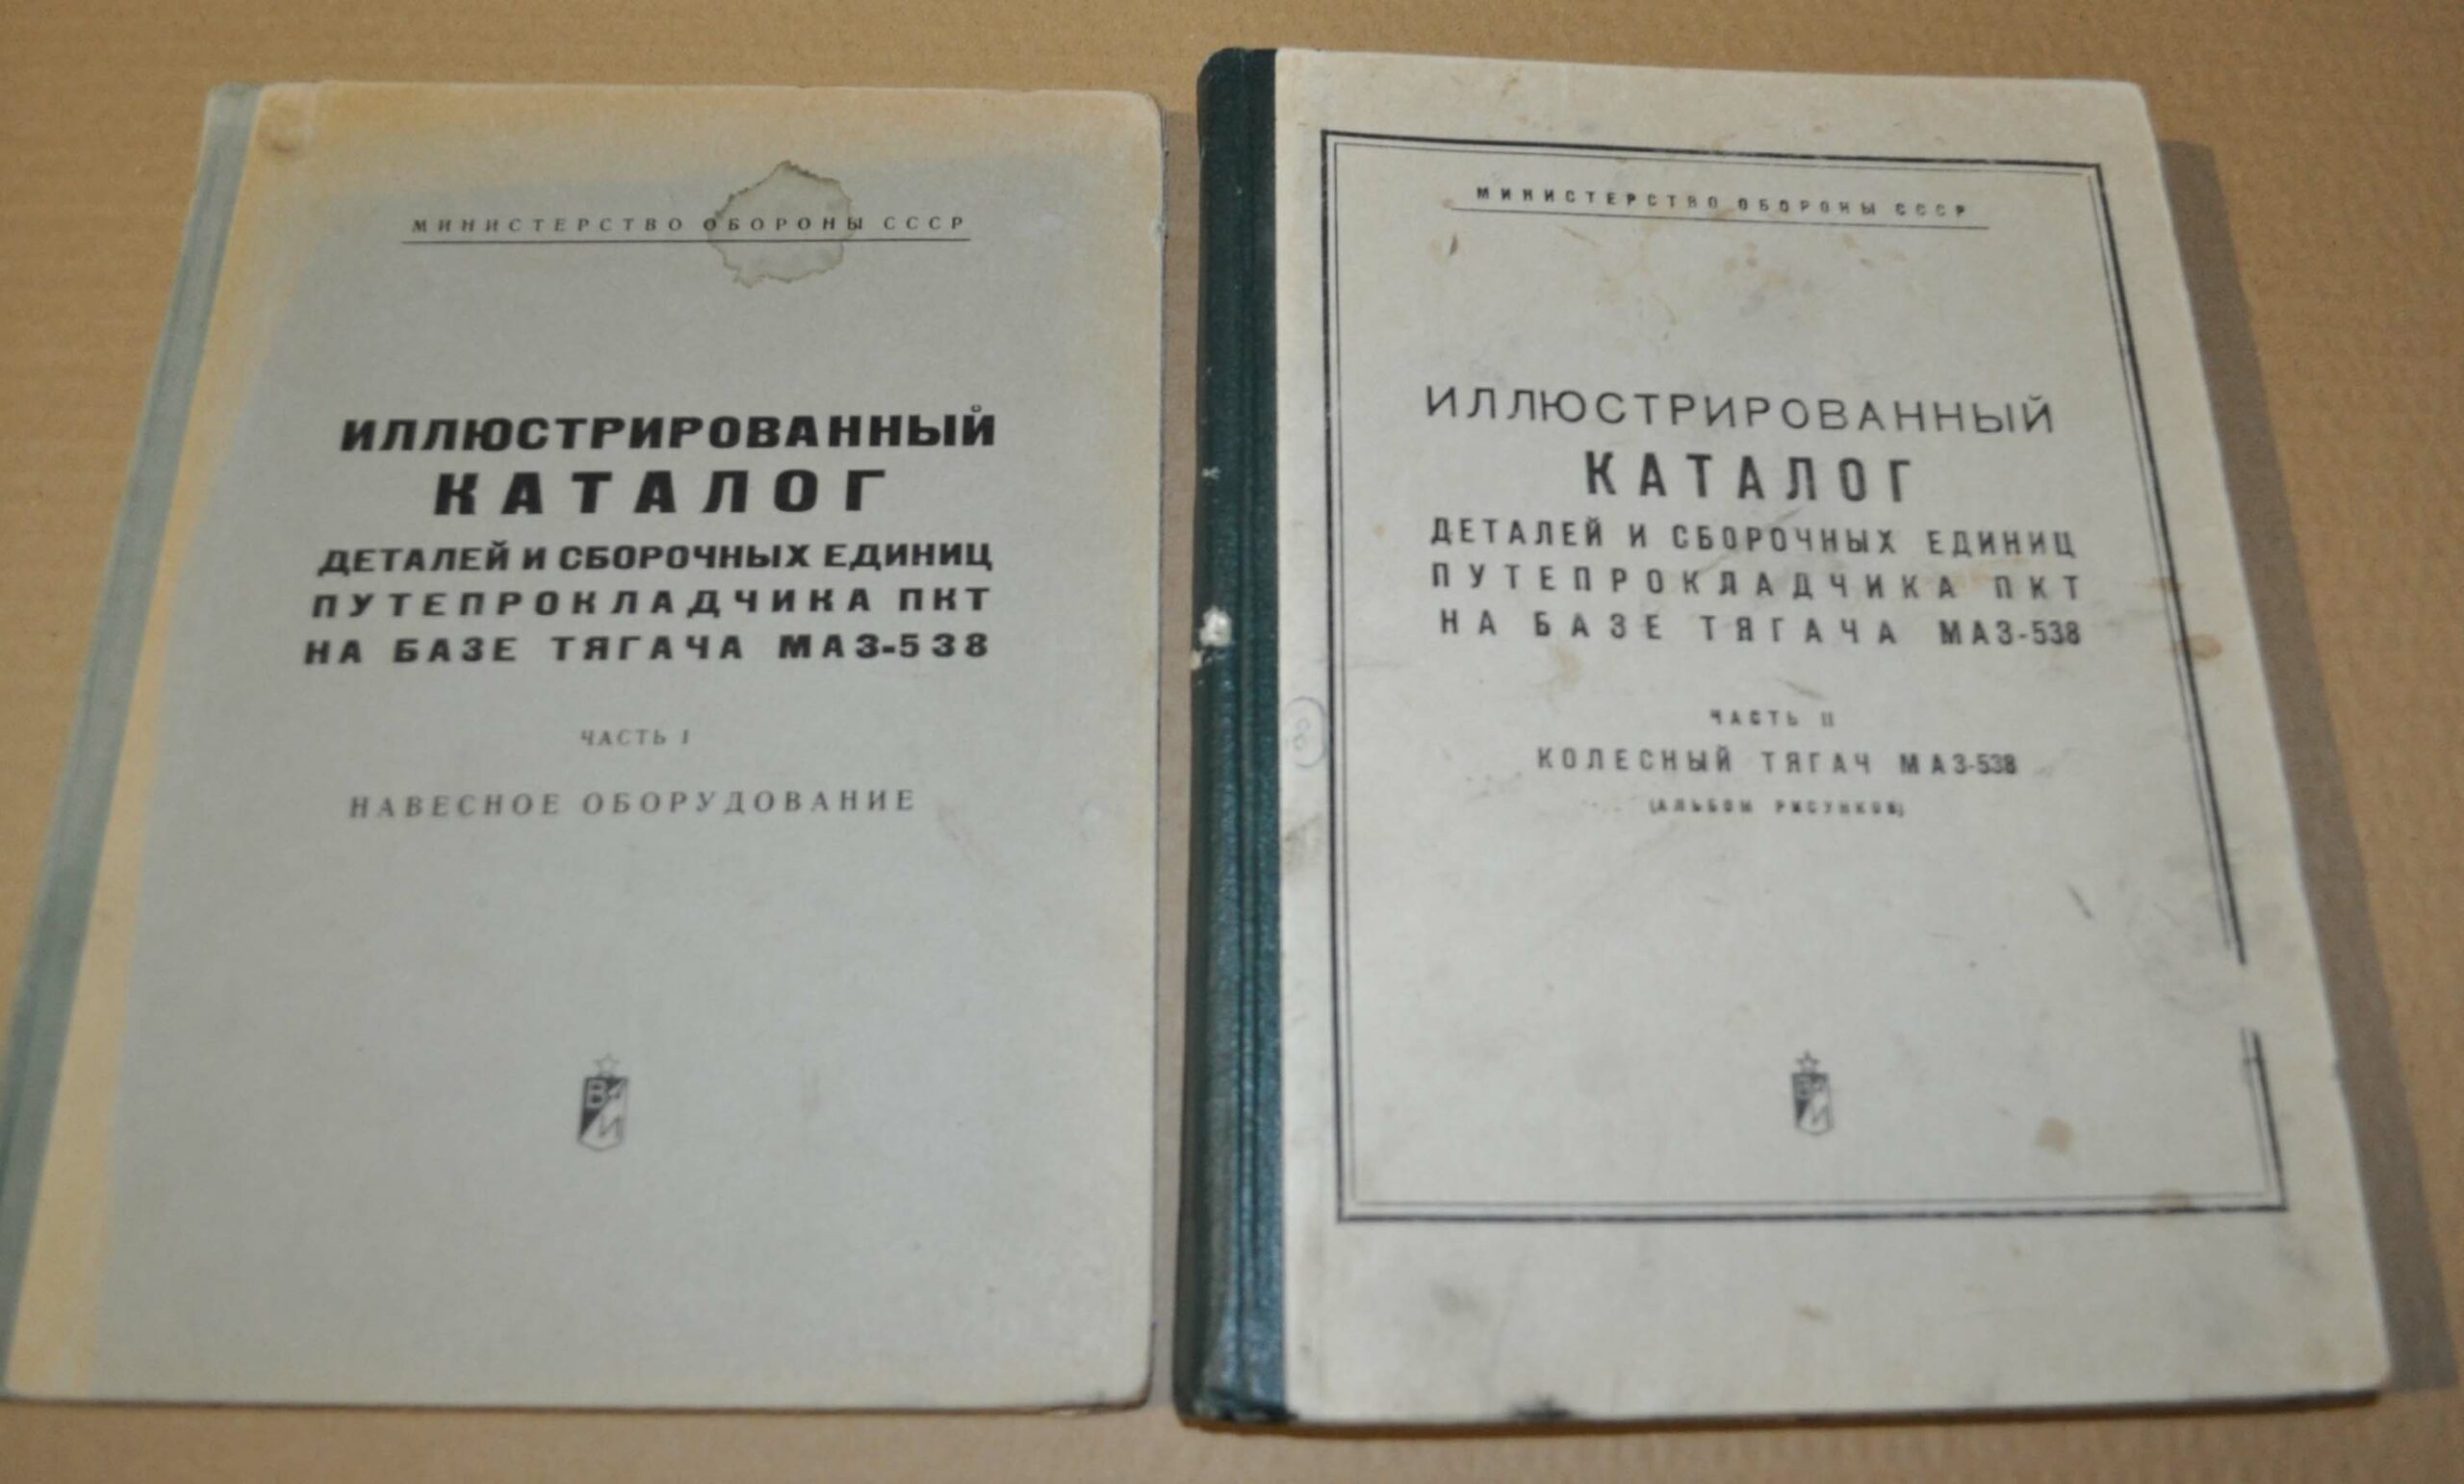 МИНИСТЕРСТВО ОБОРОНЫ СССР
ИЛЛЮСТРИРОВАННЫЙ
КАТАЛОГ
ДЕТАЛЕЙ И СБОРОЧНЫХ ЕДИНИЦ
ПУТЕПРОКЛАДЧИКА ПКТ
НА БАЗЕ ТЯГАЧА МАЗ-538
ЧАСТЬ I
НАВЕСНОЕ ОБОРУДОВАНИЕ
МИНИСТЕРСТВО ОБОРОНЫ СССР
ИЛЛЮСТРИРОВАННЫЙ
КАТАЛОГ
ДЕТАЛЕЙ И СБОРОЧНЫХ ЕДИНИЦ
ПУТЕПРОКЛАДЧИКА ПКТ
НА БАЗЕ ТЯГАЧА МАЗ-538
ЧАСТЬ II
КОЛЕСНЫЙ ТЯГАЧ МАЗ-538
(АЛЬБОМ РИСУНКОВ)